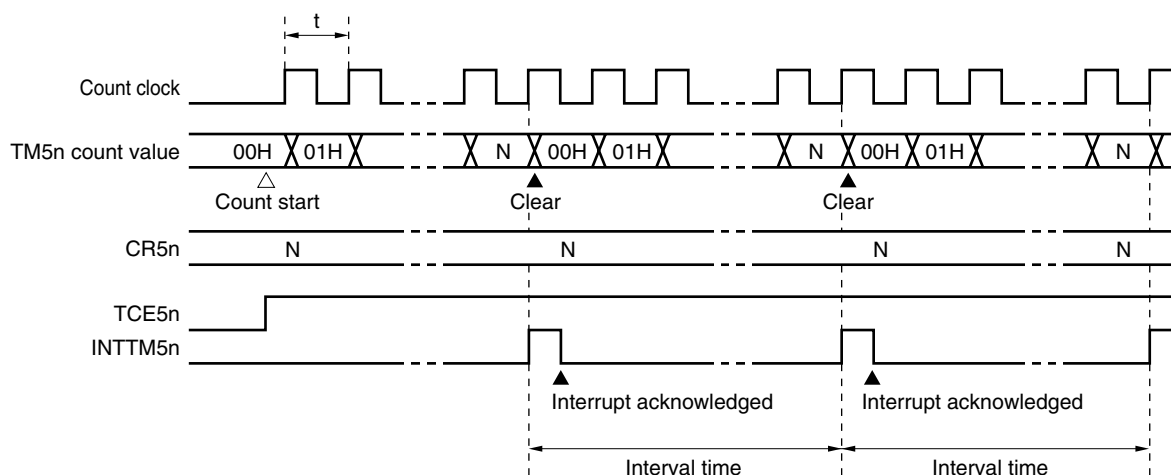 t
Count clock
TM5n count value 00H 01H N 00H 01H N 00H 01H N
Count start Clear Clear
CR5n N N N N
TCE5n
INTTM5n
Interrupt acknowledged Interrupt acknowledged
Interval time Interval time